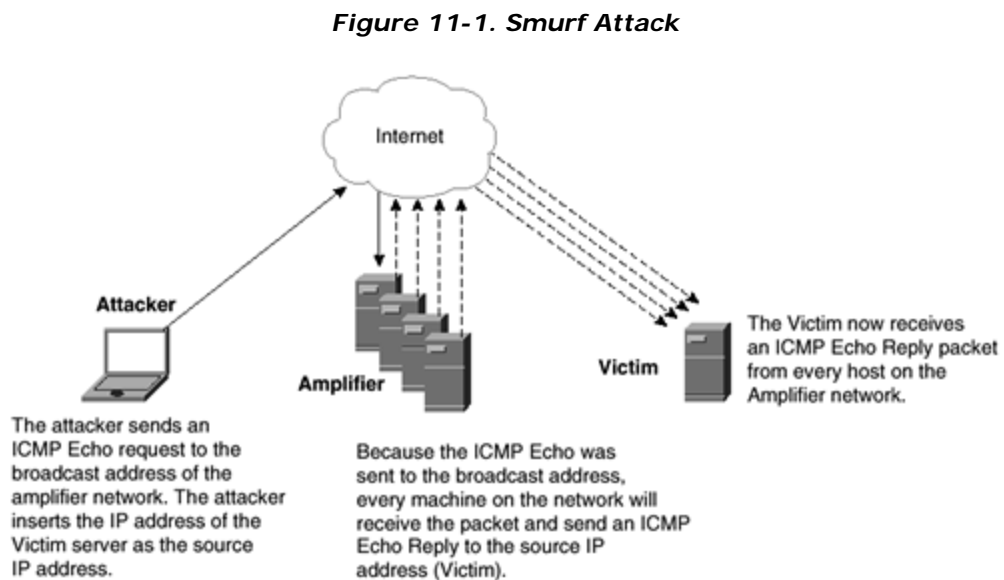 Figure 11-1. Smurf Attack
Internet
Attacker
Amplifier
Victim
The Victim now receives
an ICMP Echo Reply packet
from every host on the
Amplifier network.
The attacker sends an
ICMP Echo request to the
broadcast address of the
amplifier network. The attacker
inserts the IP address of the
Victim server as the source
IP address.
Because the ICMP Echo was
sent to the broadcast address,
every machine on the network will
receive the packet and send an ICMP
Echo Reply to the source IP
address (Victim).